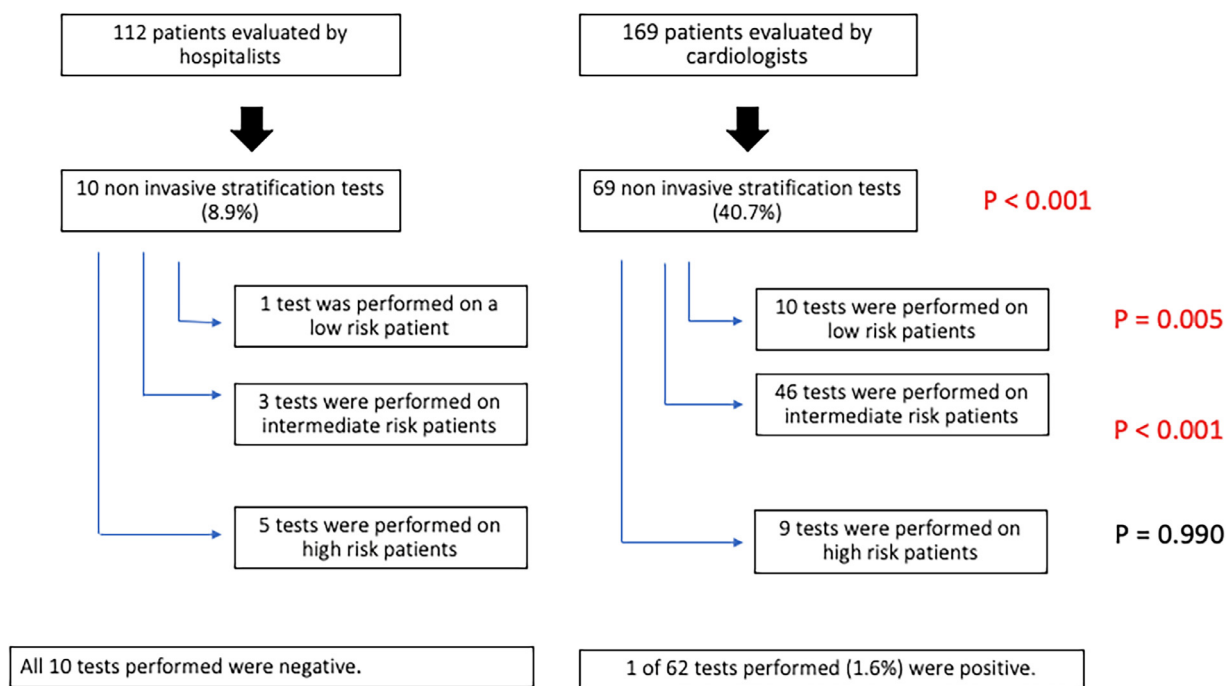 112 patients evaluated by
hospitalists
169 patients evaluated by
cardiologists
10 non invasive stratification tests
(8.9%)
69 non invasive stratification tests
(40.7%)
P < 0.001
1 test was performed on a
low risk patient
10 tests were performed on
low risk patients
P = 0.005
3 tests were performed on
intermediate risk patients
46 tests were performed on
intermediate risk patients
P < 0.001
5 tests were performed on
high risk patients
9 tests were performed on
high risk patients
P = 0.990
All 10 tests performed were negative.
1 of 62 tests performed (1.6%) were positive.